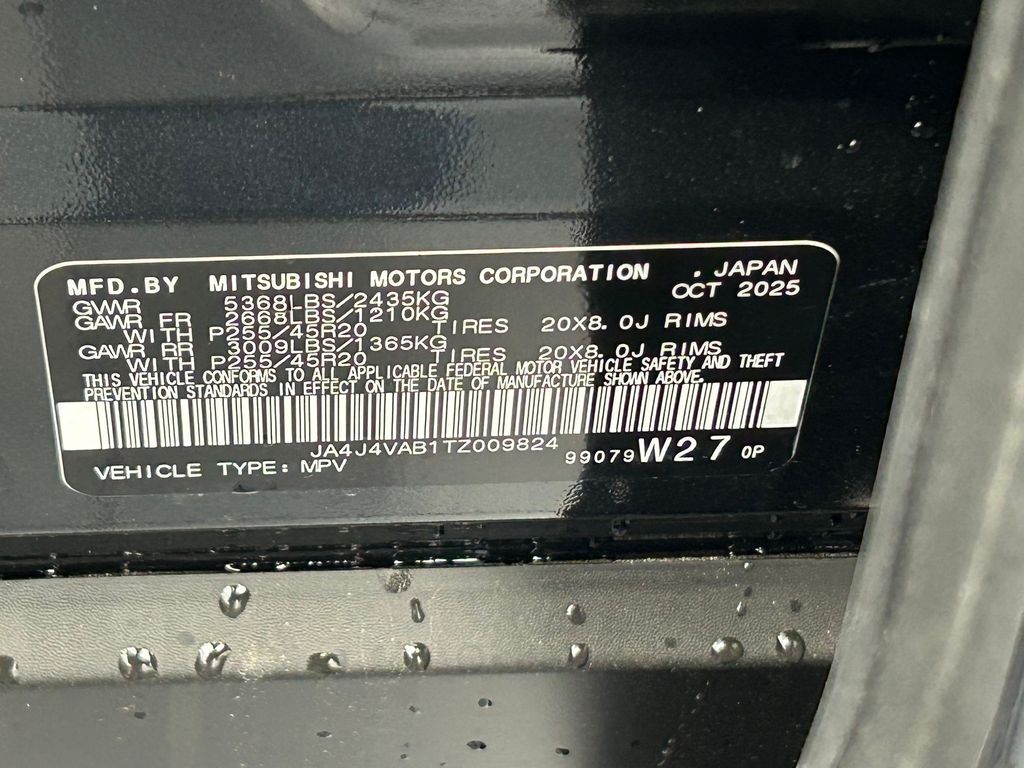 MFD.BY MITSUBISHI MOTORS CORPORATION . JAPAN
GVWR 5368LBS/2435KG OCT 2025
GAWR FR 2668LBS/1210KG
WITH P255/45R20 TIRES 20X8.0J RIMS
GAWR RR 3009LBS/1365KG
WITH P255/45R20 TIRES 20X8.0J RIMS
THIS VEHICLE CONFORMS TO ALL APPLICABLE FEDERAL MOTOR VEHICLE SAFETY AND THEFT
PREVENTION STANDARDS IN EFFECT ON THE DATE OF MANUFACTURE SHOWN ABOVE.
JA4J4VAB1TZ009824
VEHICLE TYPE: MPV 99079 W27 0P